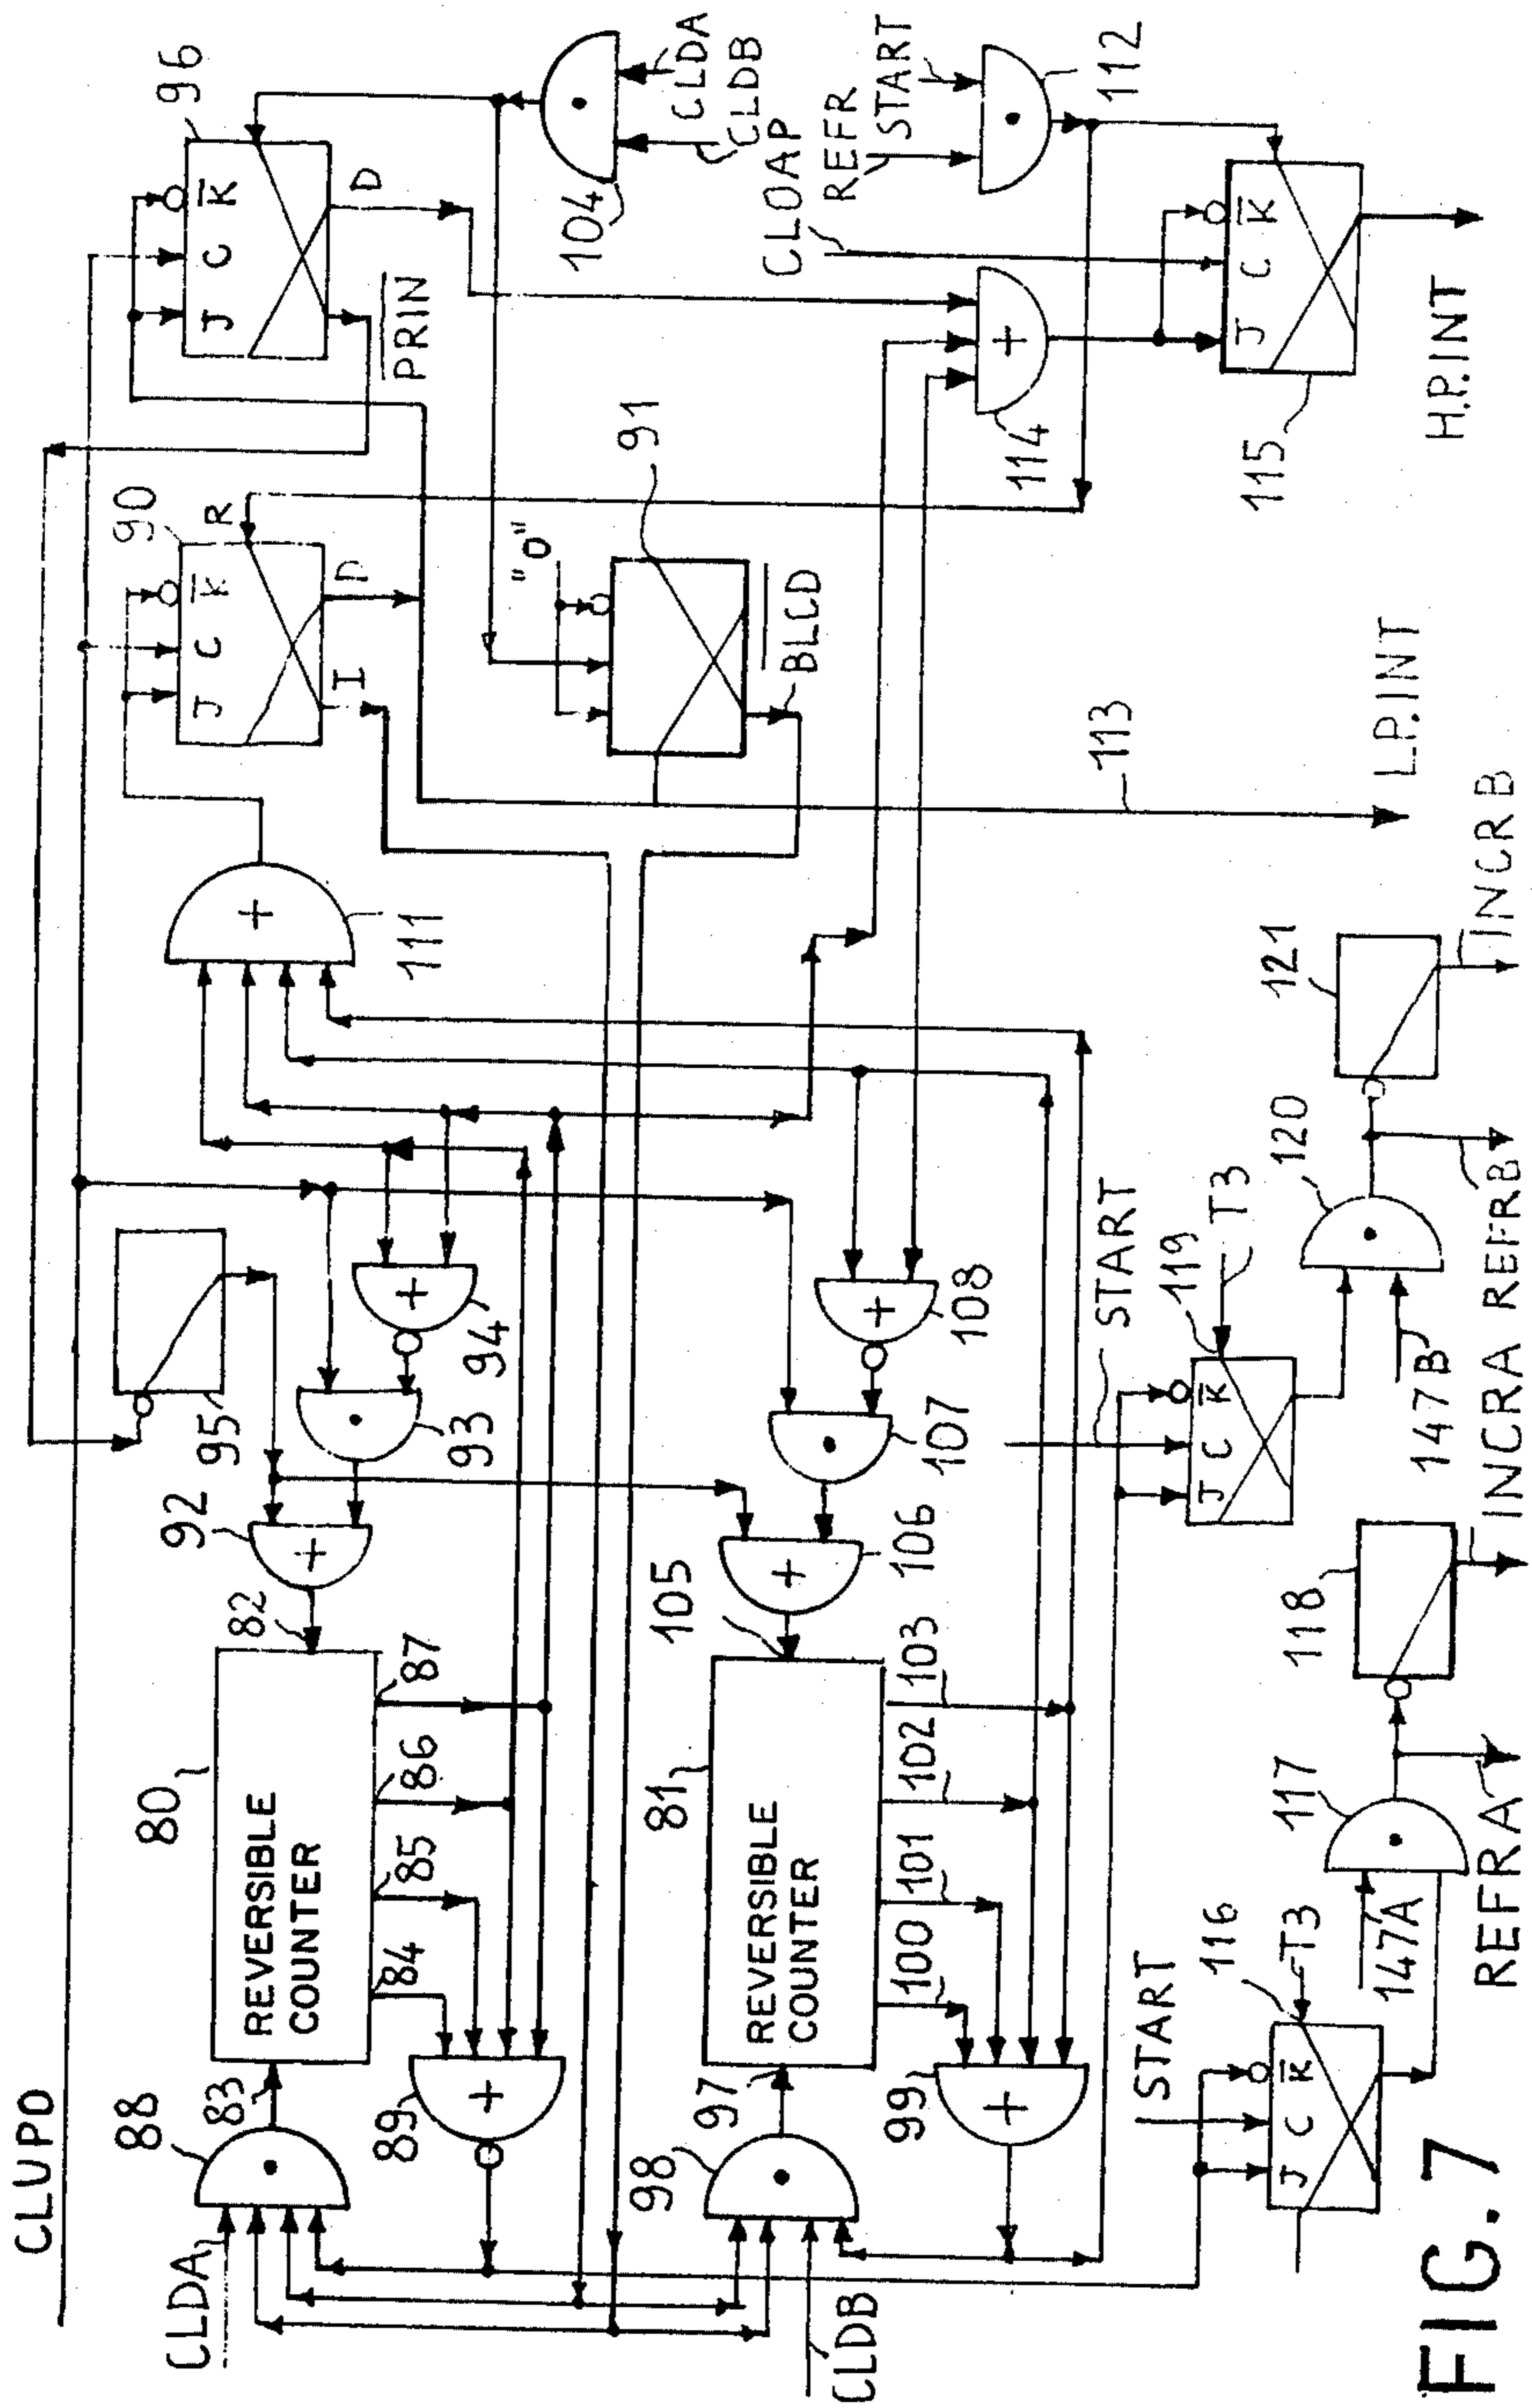 CLUPO
88
CLDA
83
80
REVERSIBLE
COUNTER
84
85
86
87
89
82
92
95
93
94
111
90
J
C
K
R
I
D
PRIN
96
J
C
K
D
104
CLDA
CLDB
"0"
91
BLCD
98
CLDB
97
81
REVERSIBLE
COUNTER
100
101
102
103
99
105
106
107
108
CLOAP
REFR
START
112
114
115
J
C
K
H.P.INT
113
L.P.INT
START
116
T3
J
C
K
147A
117
REFRA
118
INCRA
START
119
T3
J
C
K
147B
120
REFRB
121
INCRB
FIG.7